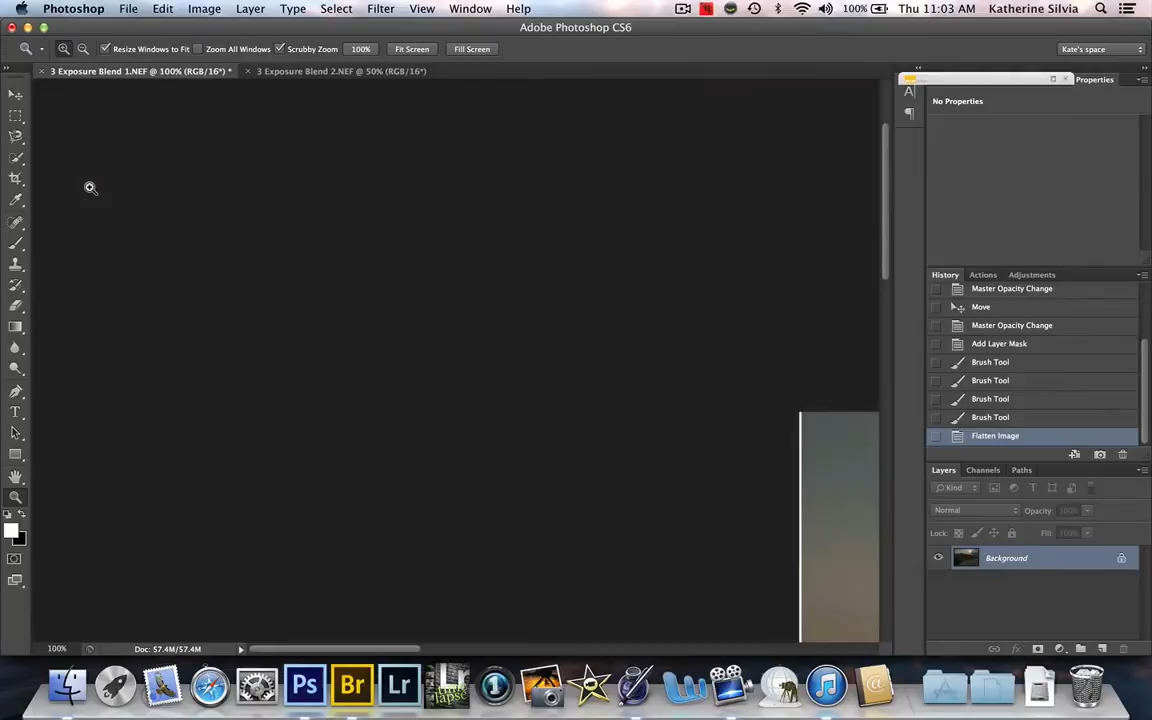 Photoshop File Edit Image Layer Type Select Filter View Window Help 100% Thu 11:03 AM Katherine Silvia
Adobe Photoshop CS6
Resize Windows to Fit Zoom All Windows Scrubby Zoom 100% Fit Screen Fill Screen Kate's space
3 Exposure Blend 1.NEF @ 100% (RGB/16*) * 3 Exposure Blend 2.NEF @ 50% (RGB/16*)
Properties
No Properties
History Actions Adjustments
Master Opacity Change
Move
Master Opacity Change
Add Layer Mask
Brush Tool
Brush Tool
Brush Tool
Brush Tool
Flatten Image
Layers Channels Paths
Kind
Normal Opacity: 100%
Lock: Fill: 100%
Background
100% Doc: 57.4M/57.4M
Ps Br Lr